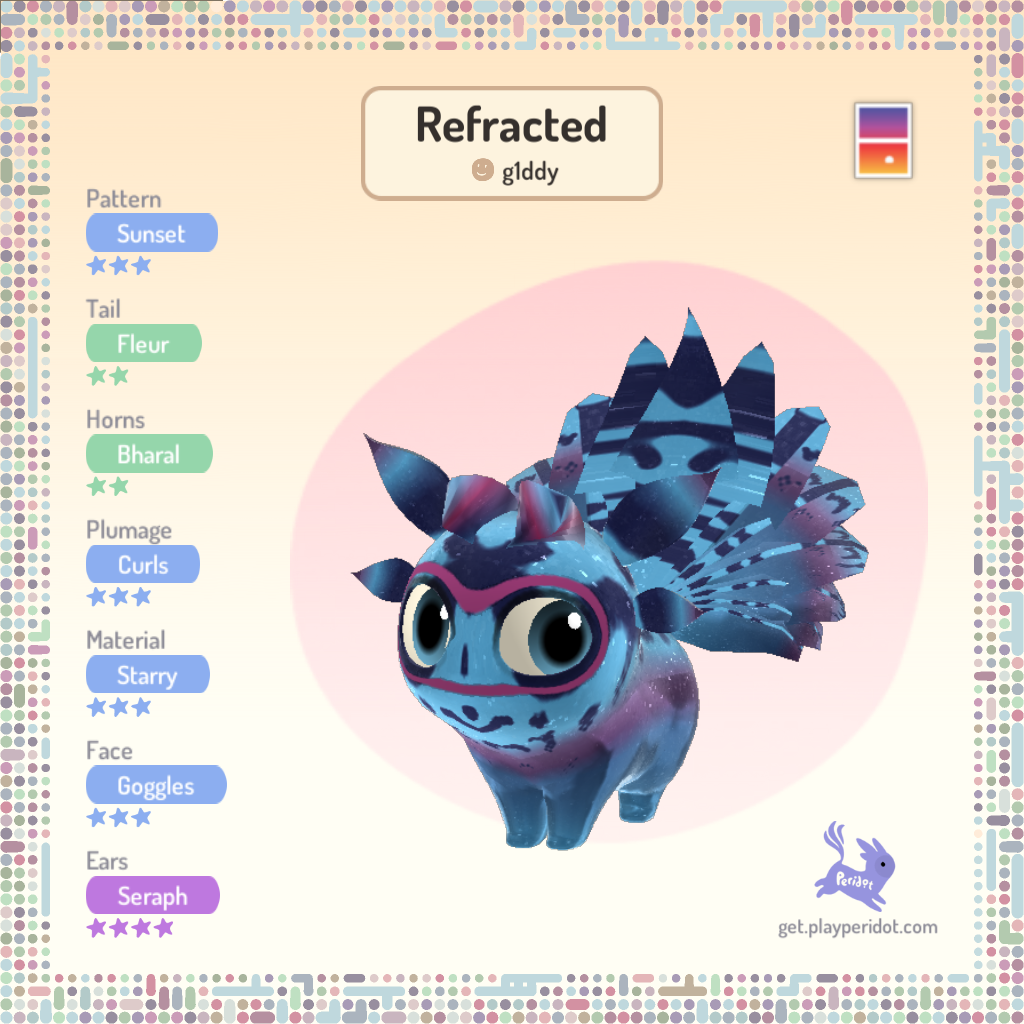 Refracted
g1ddy
Pattern
Sunset
Tail
Fleur
Horns
Bharal
Plumage
Curls
Material
Starry
Face
Goggles
Ears
Seraph
Peridot
get.playperidot.com